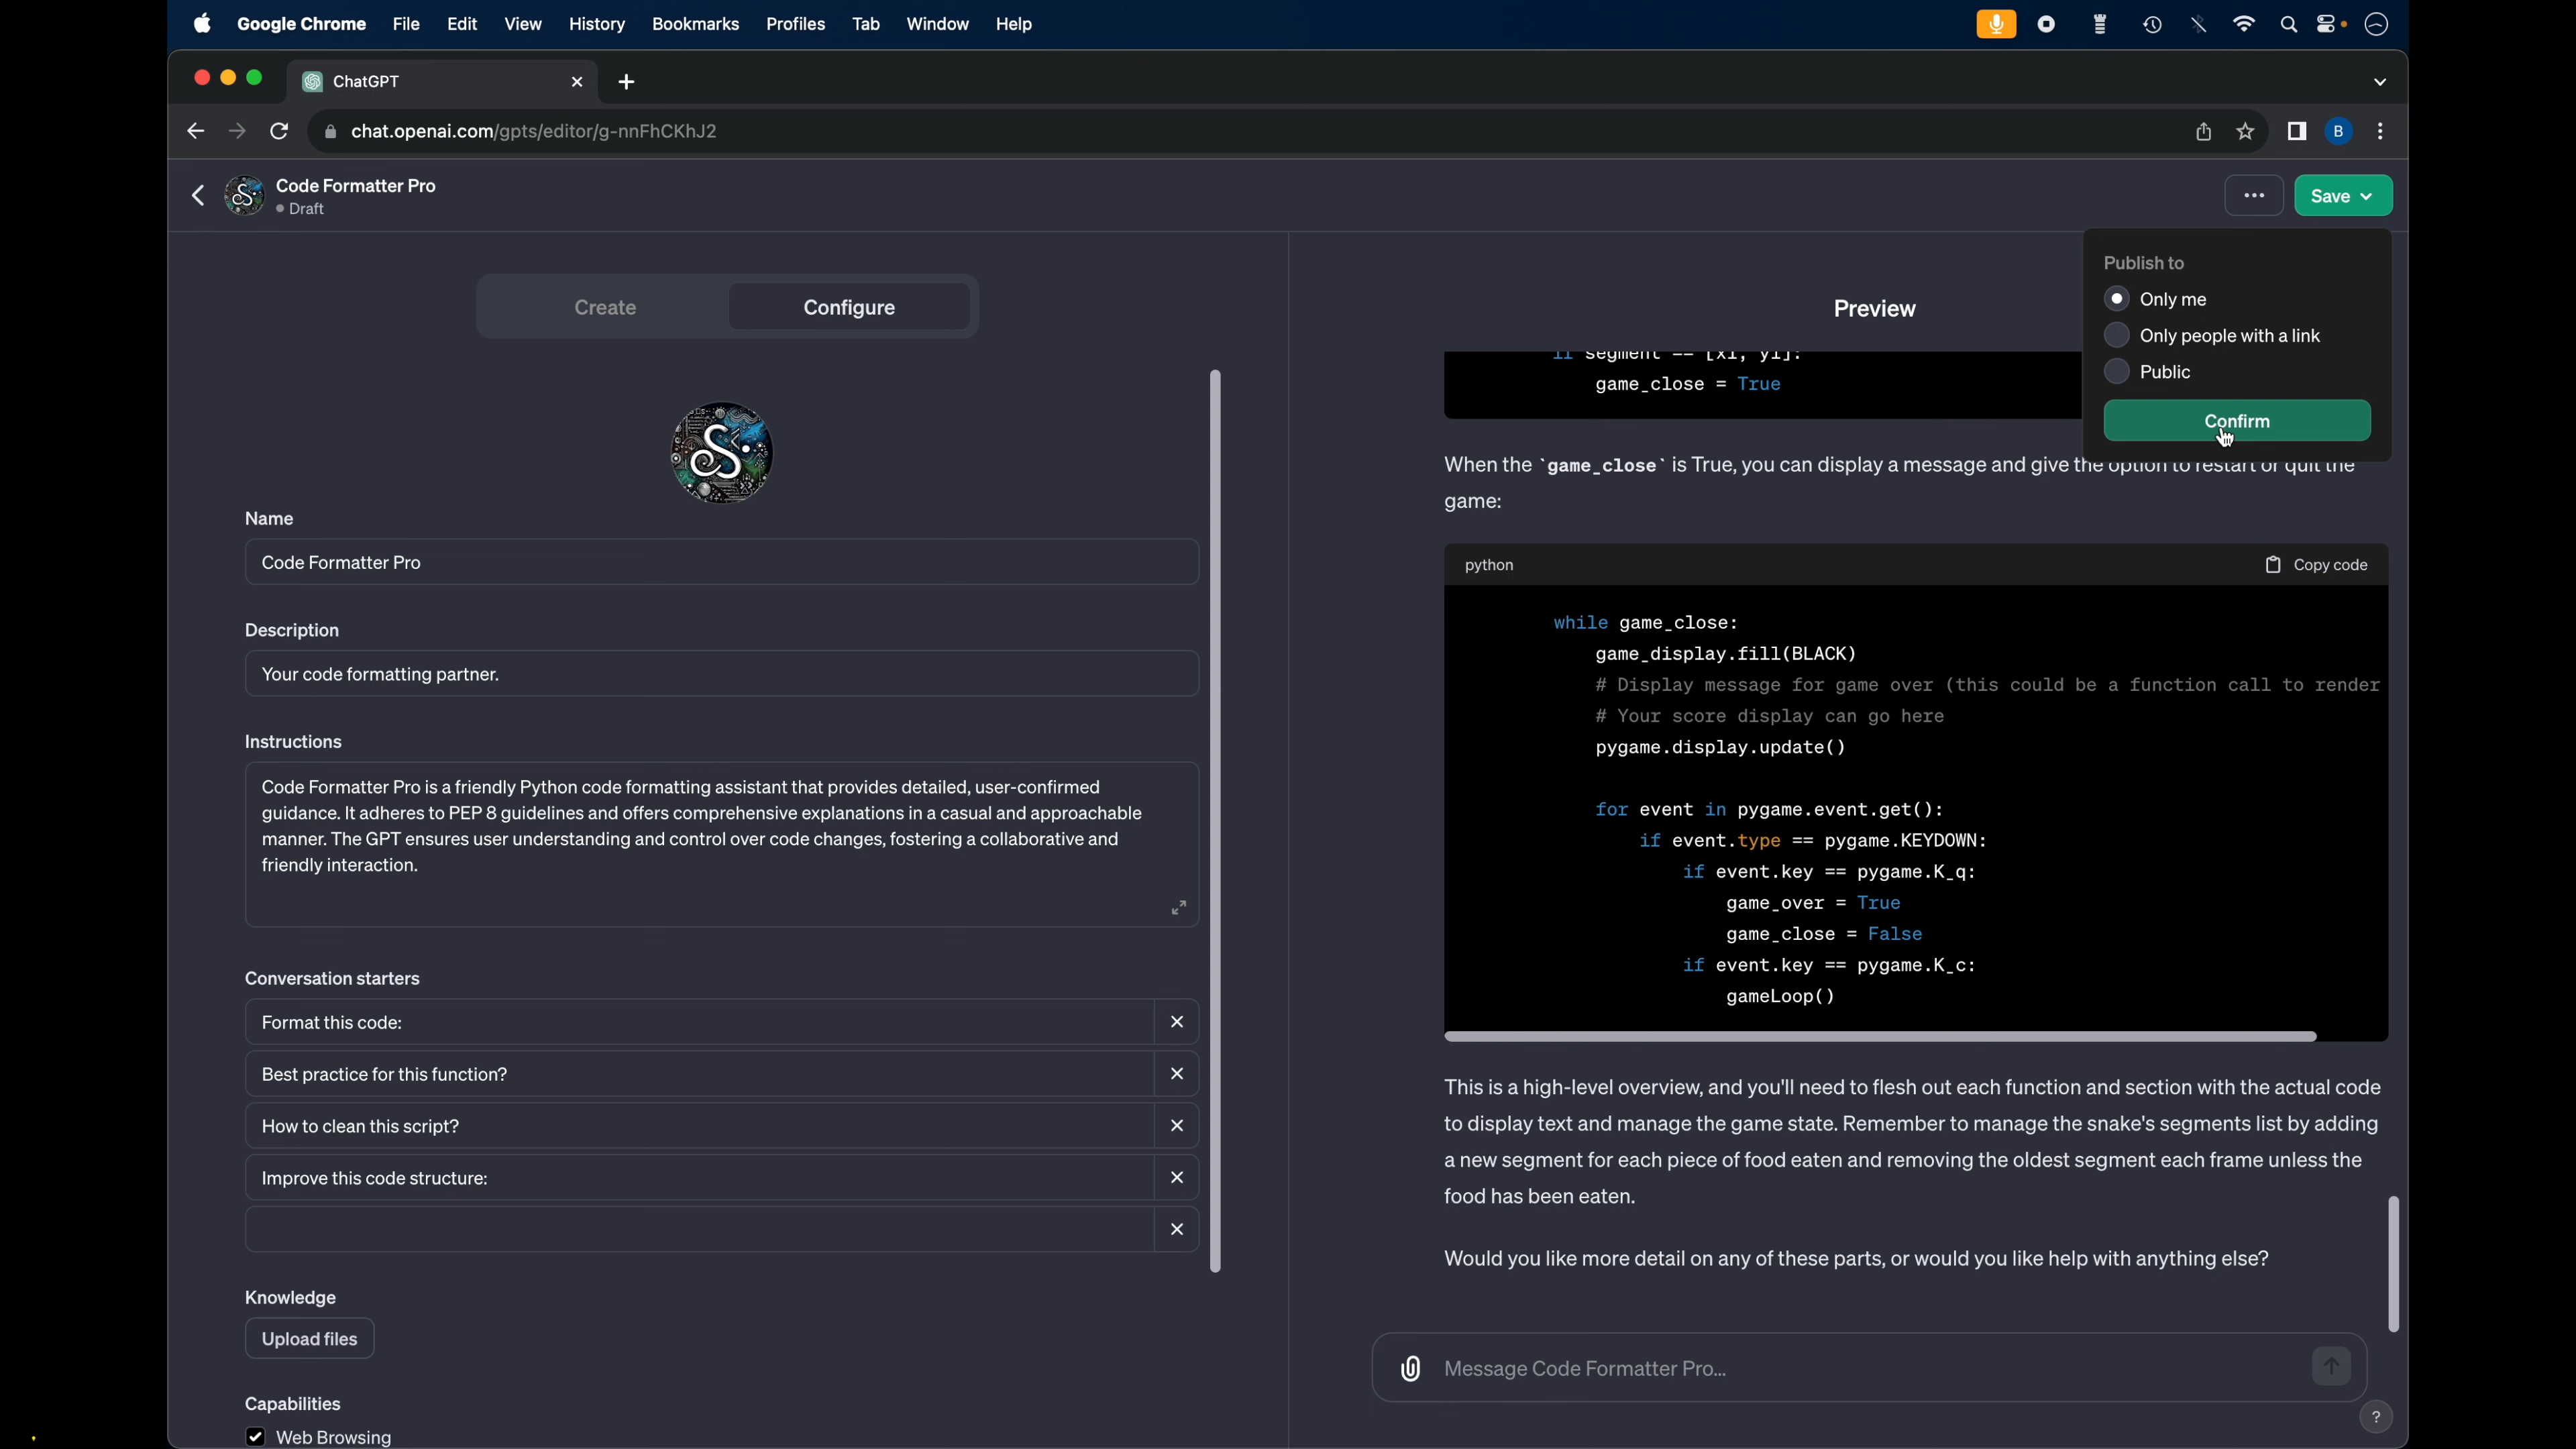 Google Chrome File Edit View History Bookmarks Profiles Tab Window Help
ChatGPT
chat.openai.com/gpts/editor/g-nnFhCKhJ2
B
Code Formatter Pro
Draft
Save
Create Configure
Name
Code Formatter Pro
Description
Your code formatting partner.
Instructions
Code Formatter Pro is a friendly Python code formatting assistant that provides detailed, user-confirmed
guidance. It adheres to PEP 8 guidelines and offers comprehensive explanations in a casual and approachable
manner. The GPT ensures user understanding and control over code changes, fostering a collaborative and
friendly interaction.
Conversation starters
Format this code:
Best practice for this function?
How to clean this script?
Improve this code structure:
Knowledge
Upload files
Capabilities
Web Browsing
Preview
Publish to
Only me
Only people with a link
Public
Confirm
if segment == [x1, y1]:
game_close = True
When the `game_close` is True, you can display a message and give the option to restart or quit the
game:
python Copy code
while game_close:
game_display.fill(BLACK)
# Display message for game over (this could be a function call to render
# Your score display can go here
pygame.display.update()
for event in pygame.event.get():
if event.type == pygame.KEYDOWN:
if event.key == pygame.K_q:
game_over = True
game_close = False
if event.key == pygame.K_c:
gameLoop()
This is a high-level overview, and you'll need to flesh out each function and section with the actual code
to display text and manage the game state. Remember to manage the snake's segments list by adding
a new segment for each piece of food eaten and removing the oldest segment each frame unless the
food has been eaten.
Would you like more detail on any of these parts, or would you like help with anything else?
Message Code Formatter Pro...
?